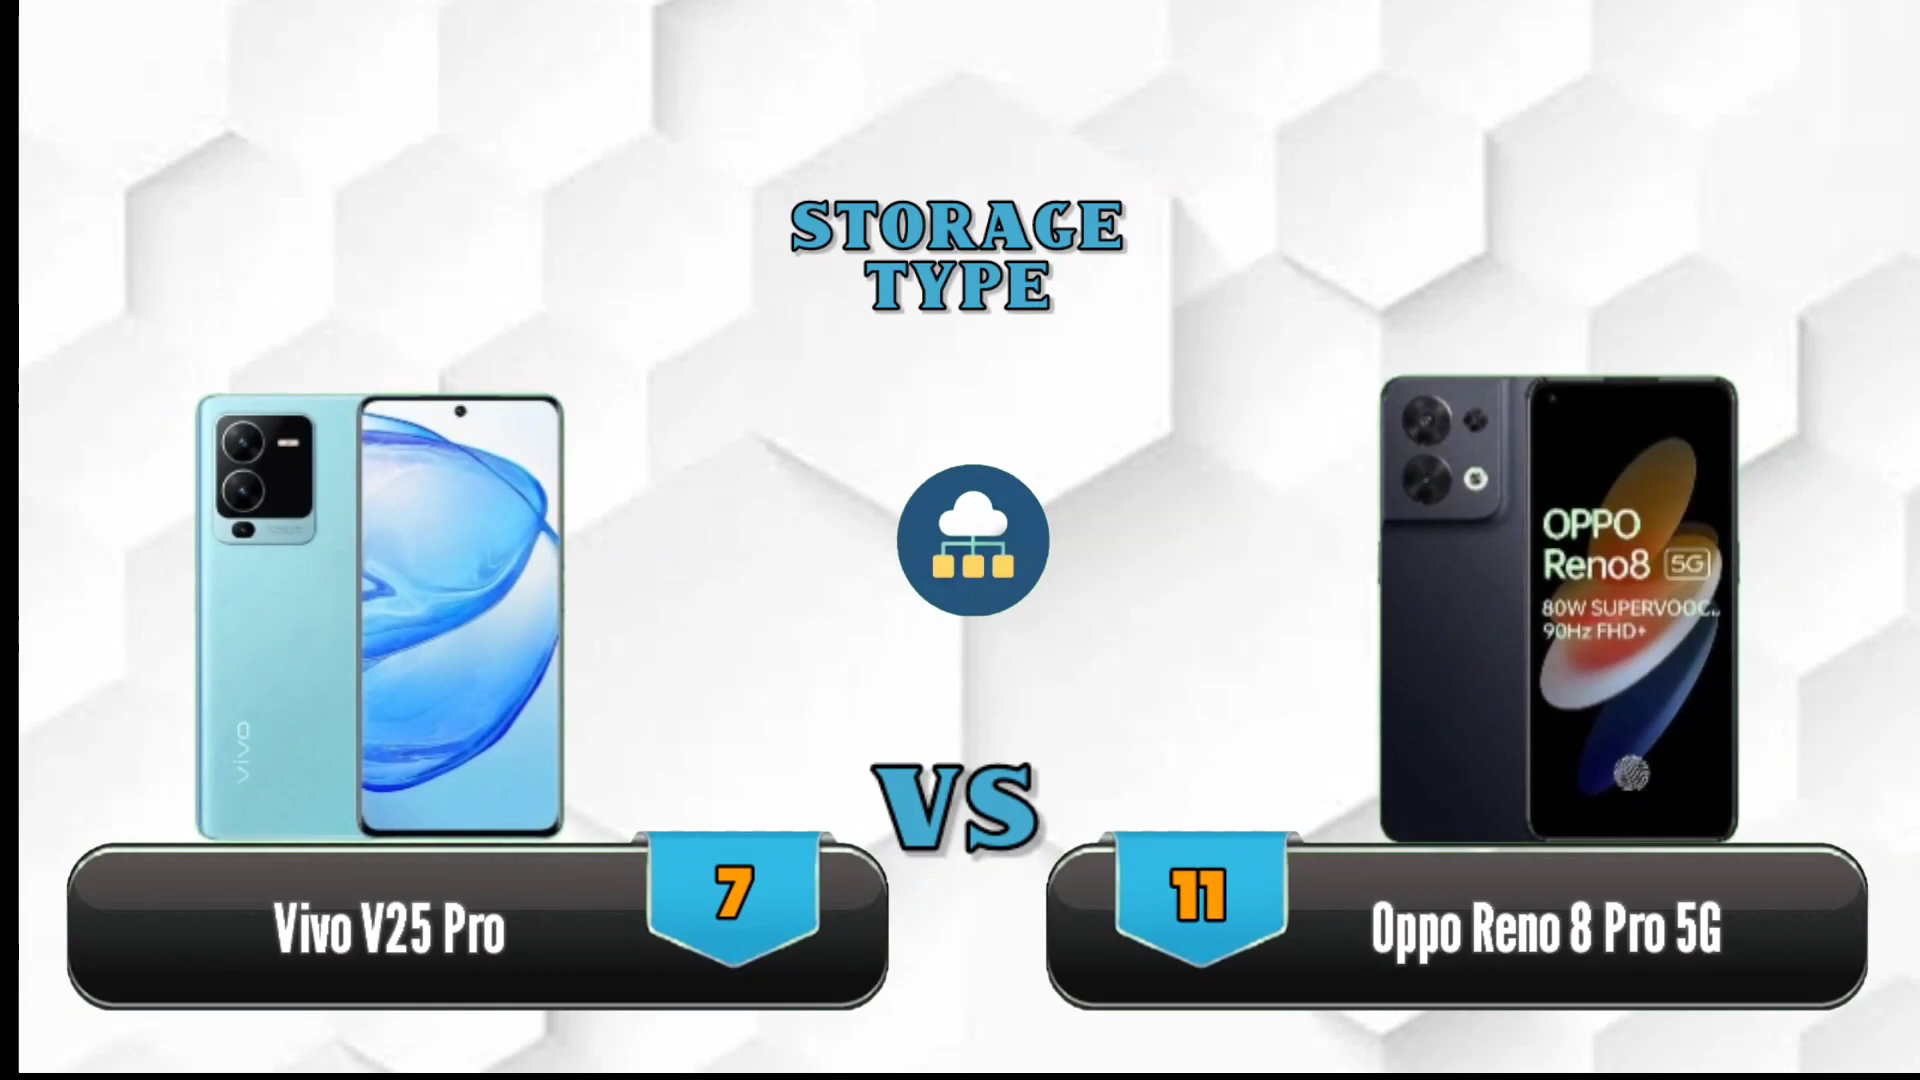 STORAGE
TYPE
vivo
OPPO
Reno8 5G
80W SUPERVOOC
90Hz FHD+
VS
7
Vivo V25 Pro
11
Oppo Reno 8 Pro 5G